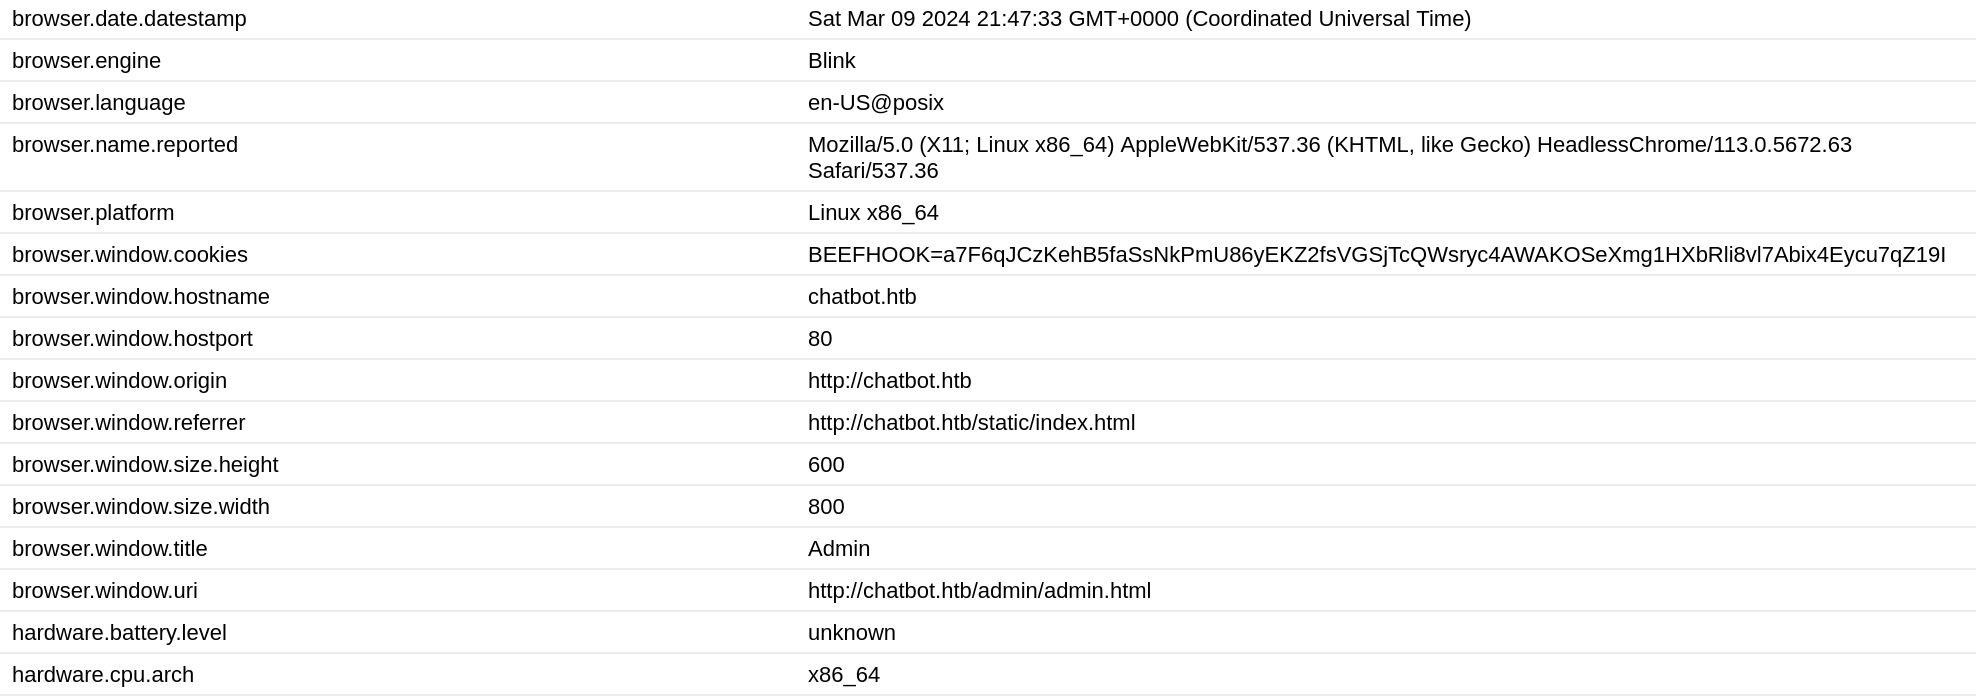 browser.date.datestamp Sat Mar 09 2024 21:47:33 GMT+0000 (Coordinated Universal Time)
browser.engine Blink
browser.language en-US@posix
browser.name.reported Mozilla/5.0 (X11; Linux x86_64) AppleWebKit/537.36 (KHTML, like Gecko) HeadlessChrome/113.0.5672.63
Safari/537.36
browser.platform Linux x86_64
browser.window.cookies BEEFHOOK=a7F6qJCzKehB5faSsNkPmU86yEKZ2fsVGSjTcQWsryc4AWAKOSeXmg1HXbRli8vl7Abix4Eycu7qZ19I
browser.window.hostname chatbot.htb
browser.window.hostport 80
browser.window.origin http://chatbot.htb
browser.window.referrer http://chatbot.htb/static/index.html
browser.window.size.height 600
browser.window.size.width 800
browser.window.title Admin
browser.window.uri http://chatbot.htb/admin/admin.html
hardware.battery.level unknown
hardware.cpu.arch x86_64